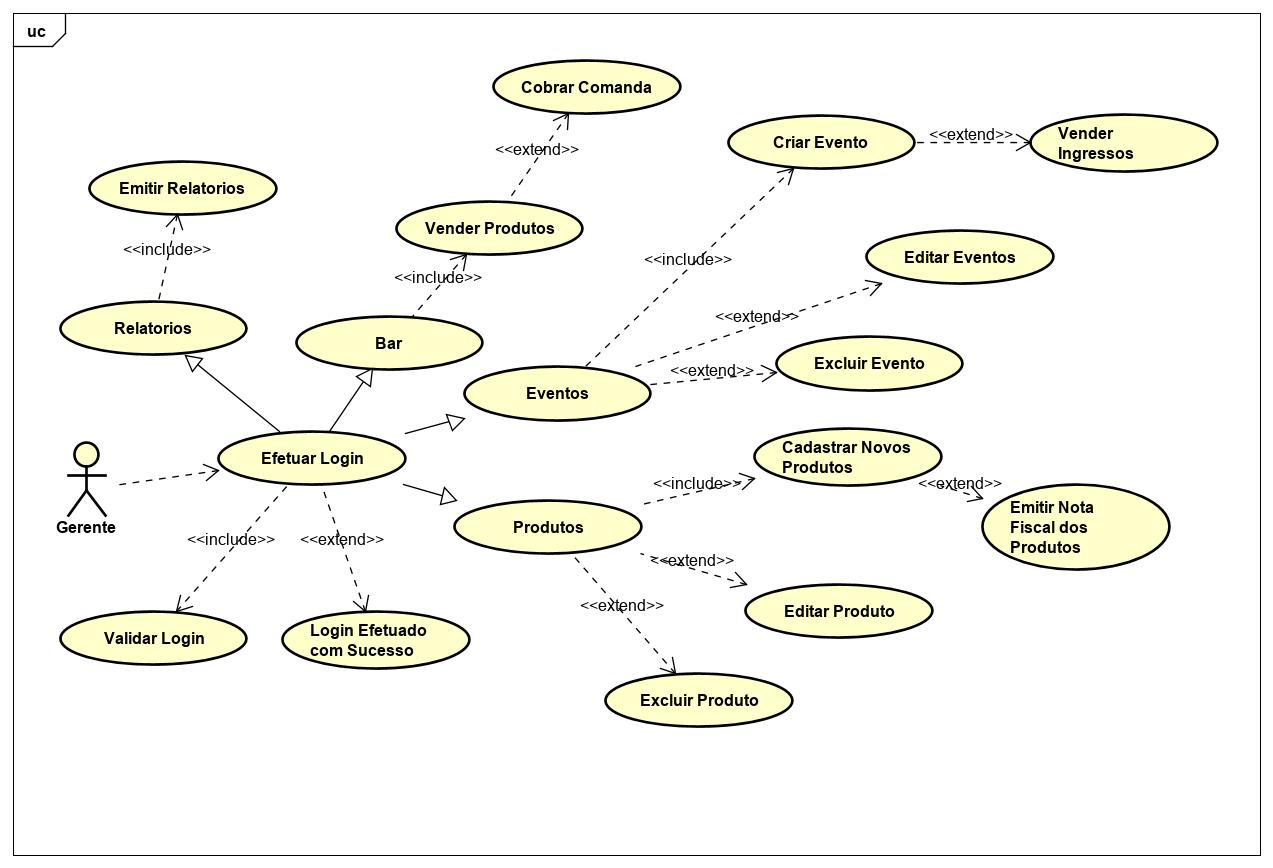 uc
Cobrar Comanda
<<extend>>
Criar Evento
<<extend>>
Vender
Ingressos
Emitir Relatorios
<<include>>
Vender Produtos
<<include>>
<<include>>
Editar Eventos
<<extend>>
Relatorios
Bar
Eventos
<<extend>>
Excluir Evento
Efetuar Login
Gerente
Cadastrar Novos
Produtos
<<include>>
<<extend>>
Emitir Nota
Fiscal dos
Produtos
Produtos
<<include>>
<<extend>>
<<extend>>
<<extend>>
Editar Produto
Validar Login
Login Efetuado
com Sucesso
Excluir Produto